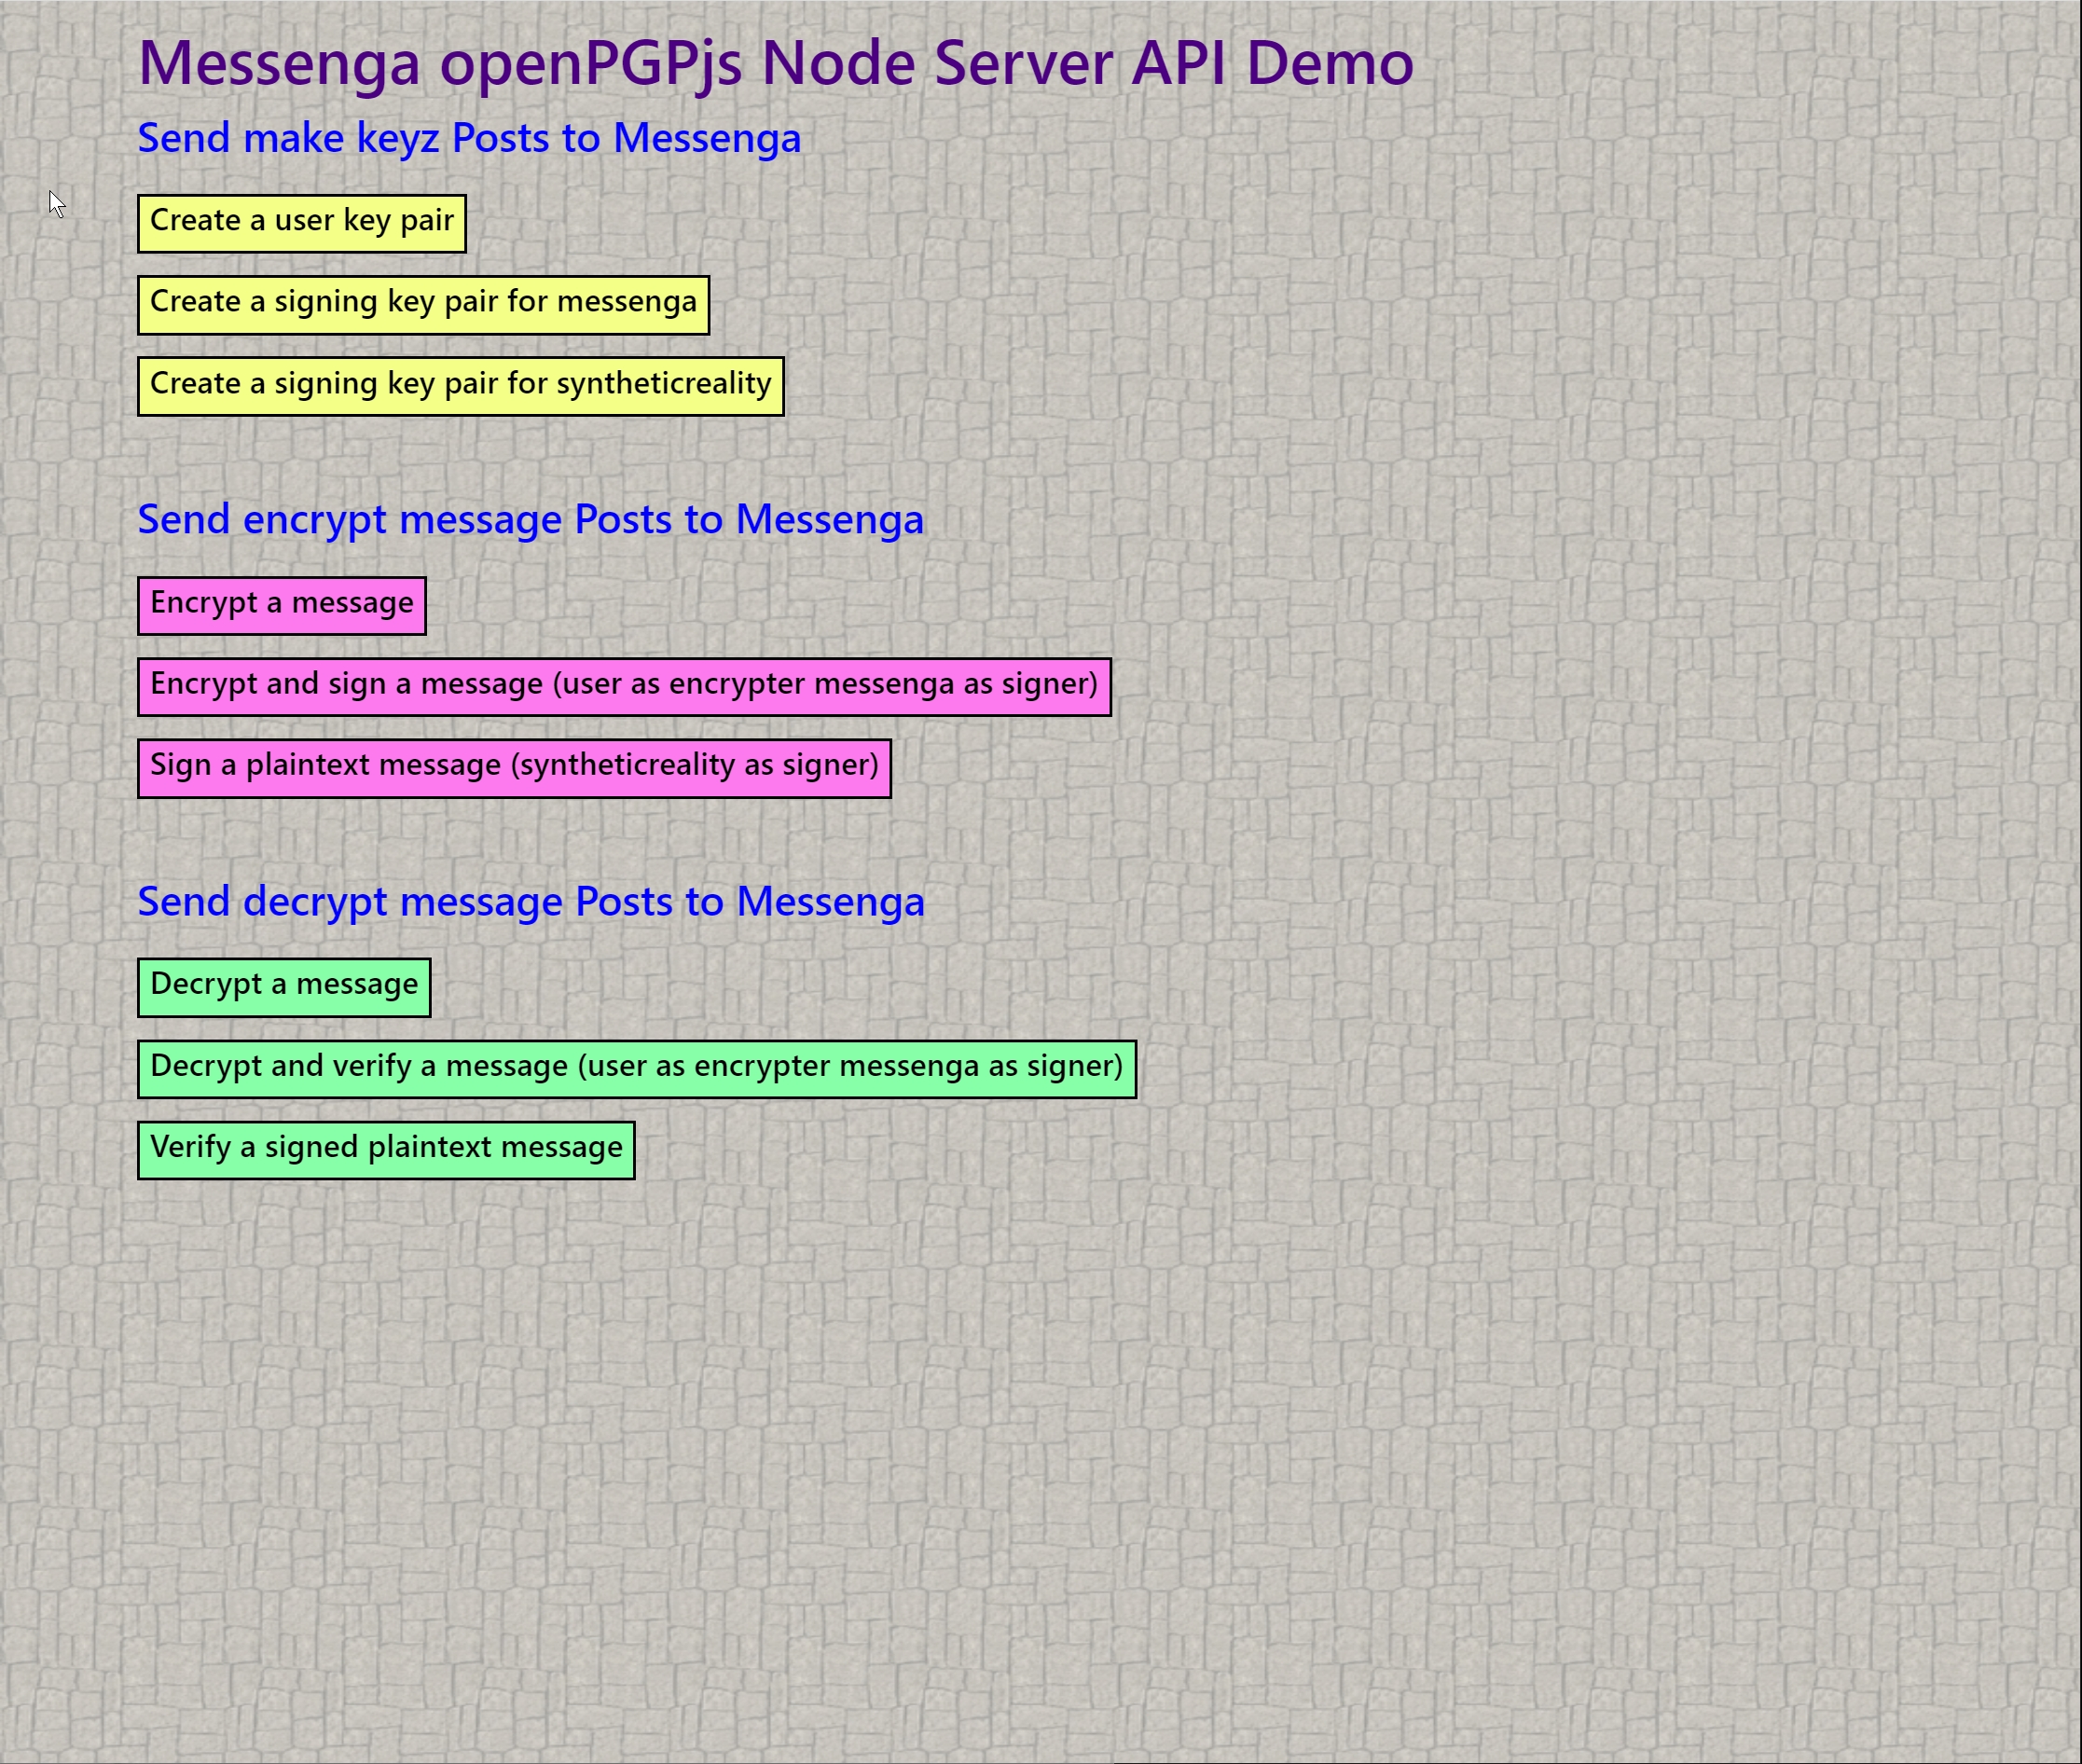 Messenga openPGPjs Node Server API Demo
Send make keyz Posts to Messenga
Create a user key pair
Create a signing key pair for messenga
Create a signing key pair for syntheticreality
Send encrypt message Posts to Messenga
Encrypt a message
Encrypt and sign a message (user as encrypter messenga as signer)
Sign a plaintext message (syntheticreality as signer)
Send decrypt message Posts to Messenga
Decrypt a message
Decrypt and verify a message (user as encrypter messenga as signer)
Verify a signed plaintext message